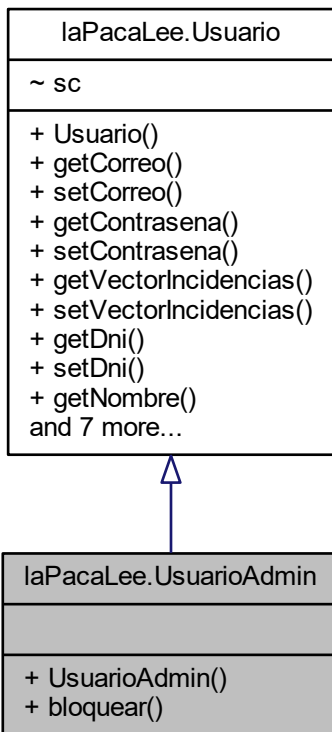 laPacaLee.Usuario
~ sc
+ Usuario()
+ getCorreo()
+ setCorreo()
+ getContrasena()
+ setContrasena()
+ getVectorIncidencias()
+ setVectorIncidencias()
+ getDni()
+ setDni()
+ getNombre()
and 7 more...
laPacaLee.UsuarioAdmin
+ UsuarioAdmin()
+ bloquear()